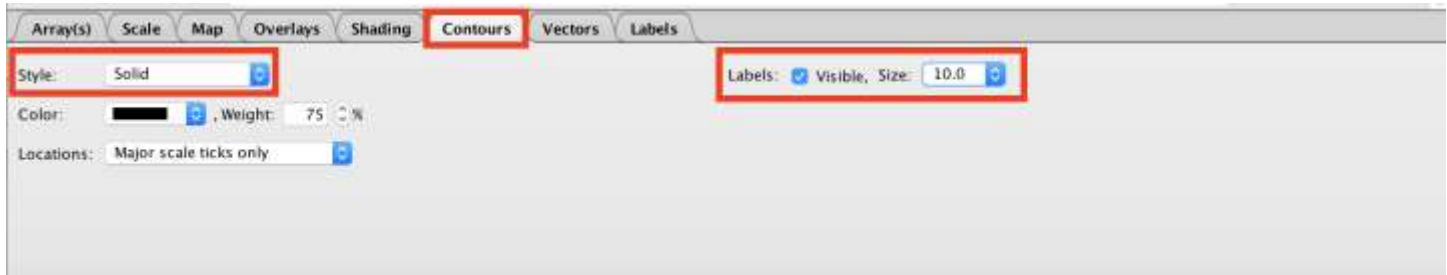 Array(s) Scale Map Overlays Shading Contours Vectors Labels
Style: Solid Labels: Visible, Size: 10.0
Color: , Weight: 75 %
Locations: Major scale ticks only